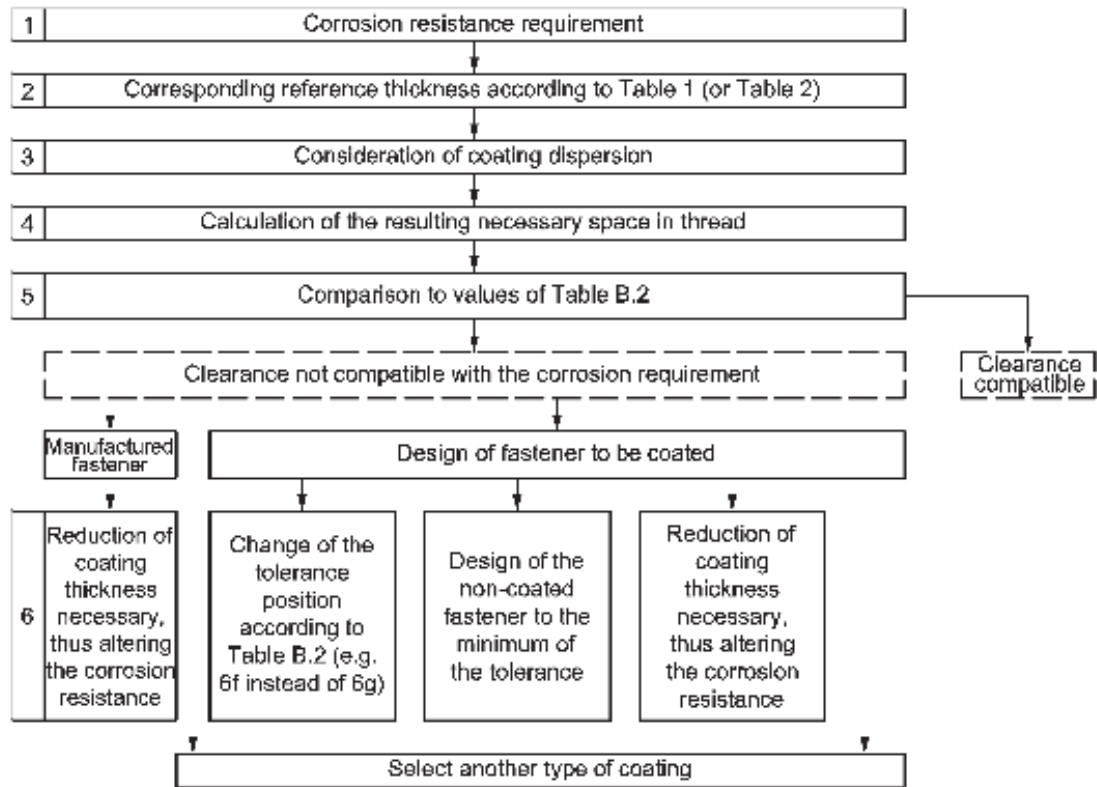 1 Corrosion resistance requirement
2 Corresponding reference thickness according to Table 1 (or Table 2)
3 Consideration of coating dispersion
4 Calculation of the resulting necessary space in thread
5 Comparison to values of Table B.2
Clearance not compatible with the corrosion requirement
Clearance
compatible
Manufactured
fastener
Design of fastener to be coated
6
Reduction of
coating
thickness
necessary,
thus altering
the corrosion
resistance
Change of the
tolerance
position
according to
Table B.2 (e.g.
6f instead of 6g)
Design of the
non-coated
fastener to the
minimum of
the tolerance
Reduction of
coating
thickness
necessary,
thus altering
the corrosion
resistance
Select another type of coating